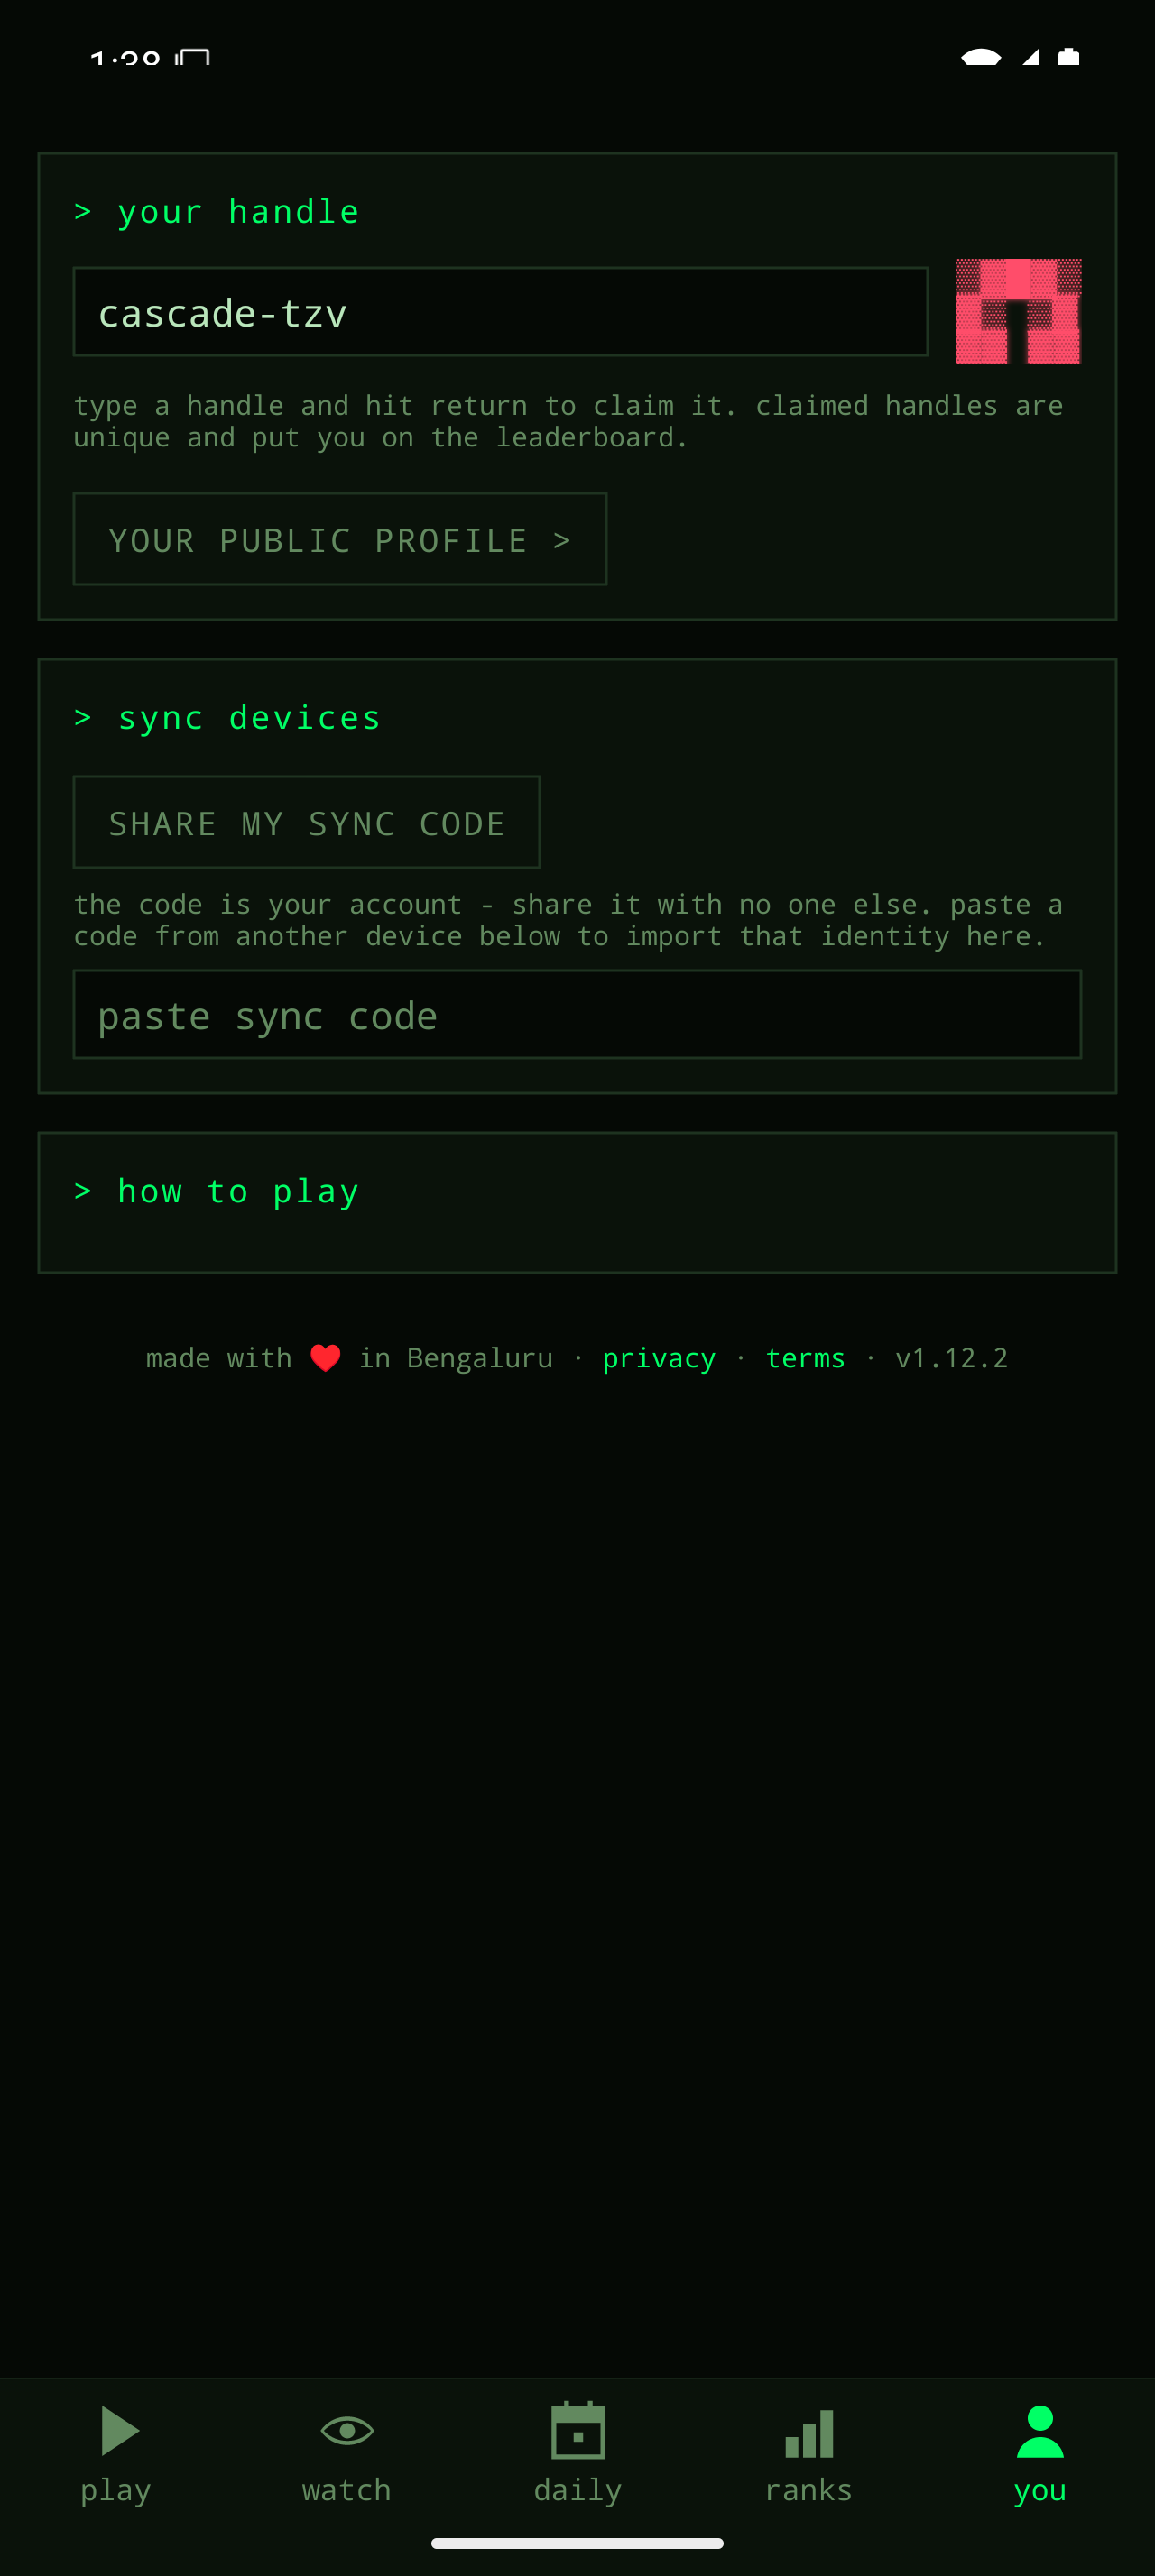 > your handle
cascade-tzv
type a handle and hit return to claim it. claimed handles are
unique and put you on the leaderboard.
YOUR PUBLIC PROFILE >
> sync devices
SHARE MY SYNC CODE
the code is your account - share it with no one else. paste a
code from another device below to import that identity here.
paste sync code
> how to play
made with ❤️ in Bengaluru · privacy · terms · v1.12.2
play watch daily ranks you